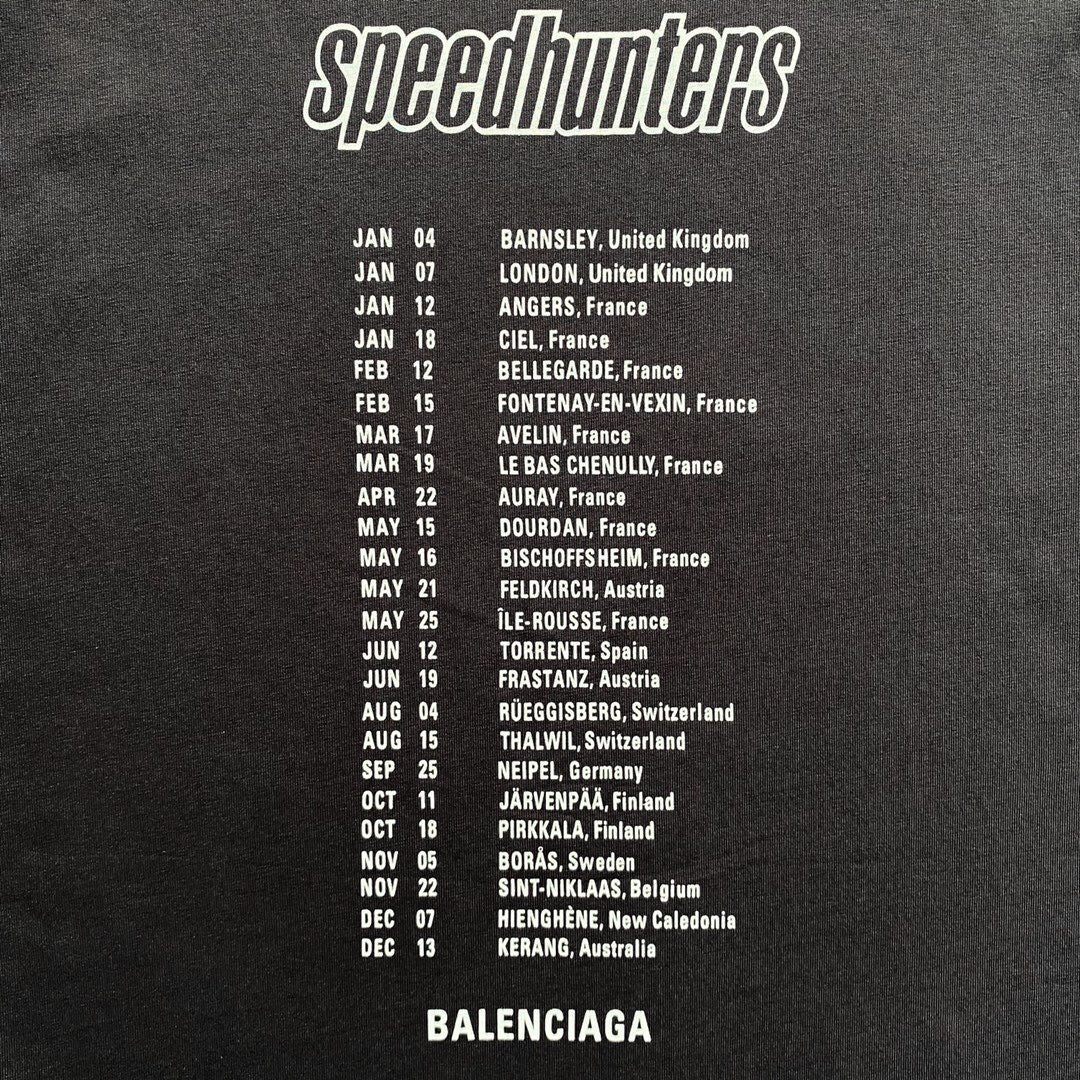 speedhunters
JAN 04 BARNSLEY, United Kingdom
JAN 07 LONDON, United Kingdom
JAN 12 ANGERS, France
JAN 18 CIEL, France
FEB 12 BELLEGARDE, France
FEB 15 FONTENAY-EN-VEXIN, France
MAR 17 AVELIN, France
MAR 19 LE BAS CHENULLY, France
APR 22 AURAY, France
MAY 15 DOURDAN, France
MAY 16 BISCHOFFSHEIM, France
MAY 21 FELDKIRCH, Austria
MAY 25 ÎLE-ROUSSE, France
JUN 12 TORRENTE, Spain
JUN 19 FRASTANZ, Austria
AUG 04 RÜEGGISBERG, Switzerland
AUG 15 THALWIL, Switzerland
SEP 25 NEIPEL, Germany
OCT 11 JÄRVENPÄÄ, Finland
OCT 18 PIRKKALA, Finland
NOV 05 BORÅS, Sweden
NOV 22 SINT-NIKLAAS, Belgium
DEC 07 HIENGHÈNE, New Caledonia
DEC 13 KERANG, Australia
BALENCIAGA